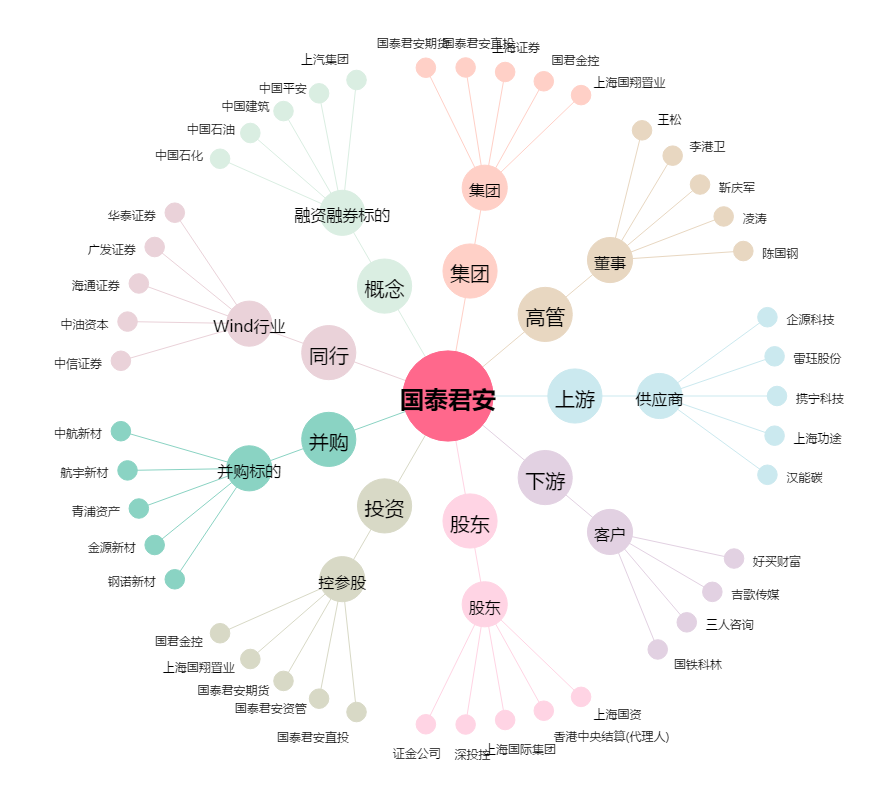 国泰君安
集团
集团
国泰君安期货
国泰君安直投
上海证券
国君金控
上海国翔置业
高管
董事
王松
李港卫
靳庆军
凌涛
陈国钢
上游
供应商
企源科技
雷珏股份
携宁科技
上海功途
汉能碳
下游
客户
好买财富
吉歌传媒
三人咨询
国铁科林
股东
股东
上海国资
香港中央结算(代理人)
上海国际集团
深投控
证金公司
投资
控参股
国泰君安直投
国泰君安资管
国泰君安期货
上海国翔置业
国君金控
并购
并购标的
钢诺新材
金源新材
青浦资产
航宇新材
中航新材
同行
Wind行业
中信证券
中油资本
海通证券
广发证券
华泰证券
概念
融资融券标的
中国石化
中国石油
中国建筑
中国平安
上汽集团